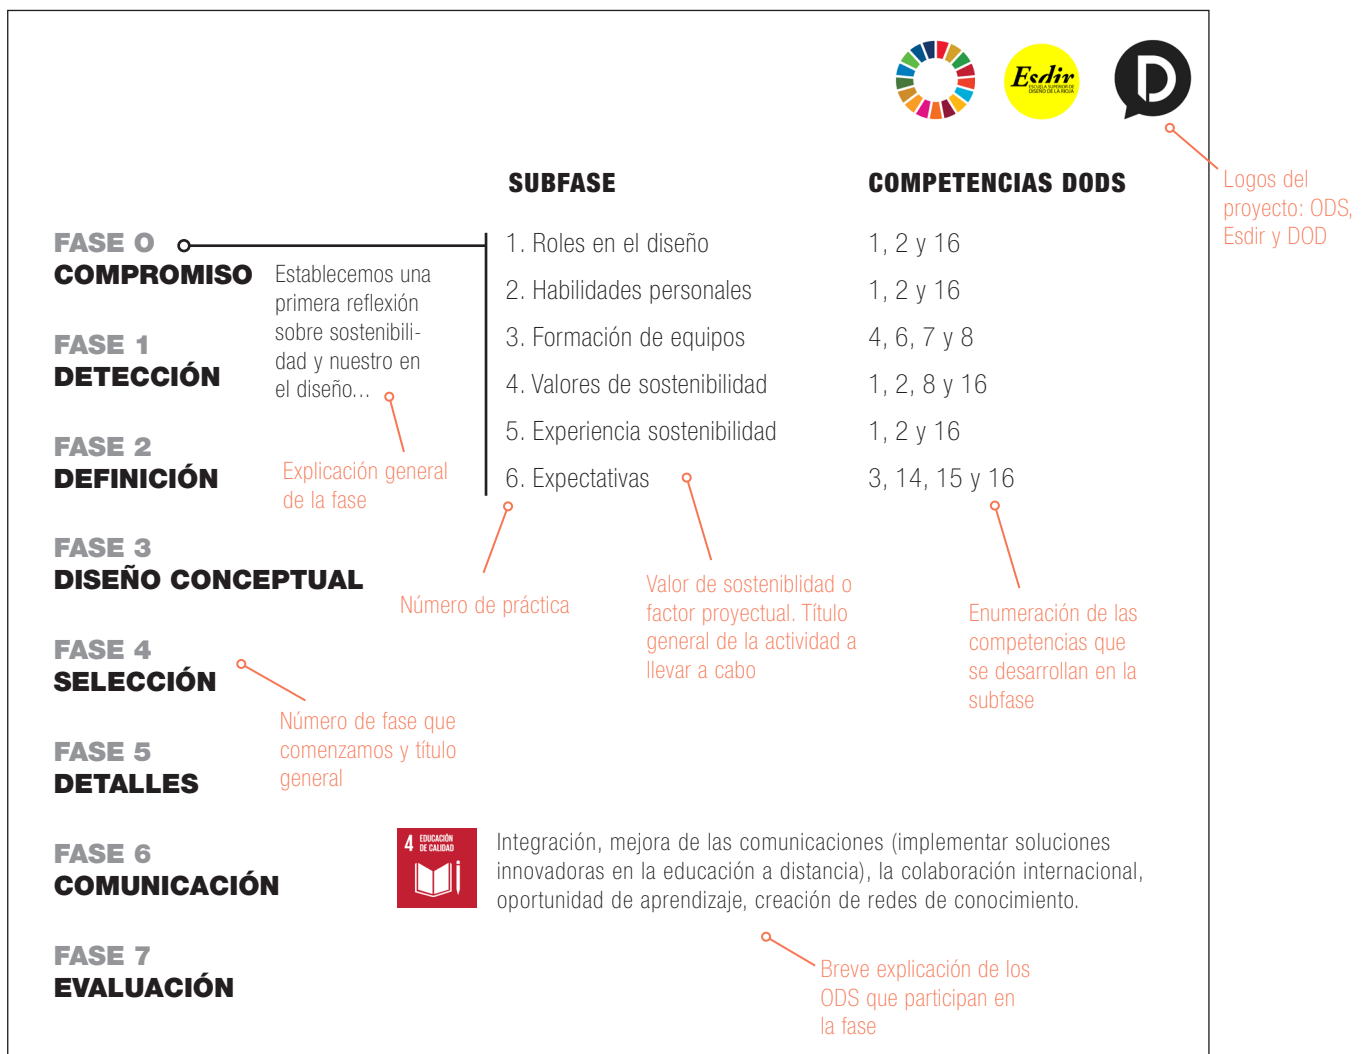 Esdir
ESCUELA SUPERIOR DE
DISEÑO DE LA RIOJA
D
Logos del
proyecto: ODS,
Esdir y DOD
SUBFASE
COMPETENCIAS DODS
FASE 0
COMPROMISO
Establecemos una
primera reflexión
sobre sostenibili-
dad y nuestro en
el diseño...
Explicación general
de la fase
1. Roles en el diseño
1, 2 y 16
2. Habilidades personales
1, 2 y 16
3. Formación de equipos
4, 6, 7 y 8
4. Valores de sostenibilidad
1, 2, 8 y 16
5. Experiencia sostenibilidad
1, 2 y 16
6. Expectativas
3, 14, 15 y 16
Número de práctica
Valor de sosteniblidad o
factor proyectual. Título
general de la actividad a
llevar a cabo
Enumeración de las
competencias que
se desarrollan en la
subfase
FASE 1
DETECCIÓN
FASE 2
DEFINICIÓN
FASE 3
DISEÑO CONCEPTUAL
FASE 4
SELECCIÓN
Número de fase que
comenzamos y título
general
FASE 5
DETALLES
FASE 6
COMUNICACIÓN
FASE 7
EVALUACIÓN
4 EDUCACIÓN
DE CALIDAD
Integración, mejora de las comunicaciones (implementar soluciones
innovadoras en la educación a distancia), la colaboración internacional,
oportunidad de aprendizaje, creación de redes de conocimiento.
Breve explicación de los
ODS que participan en
la fase